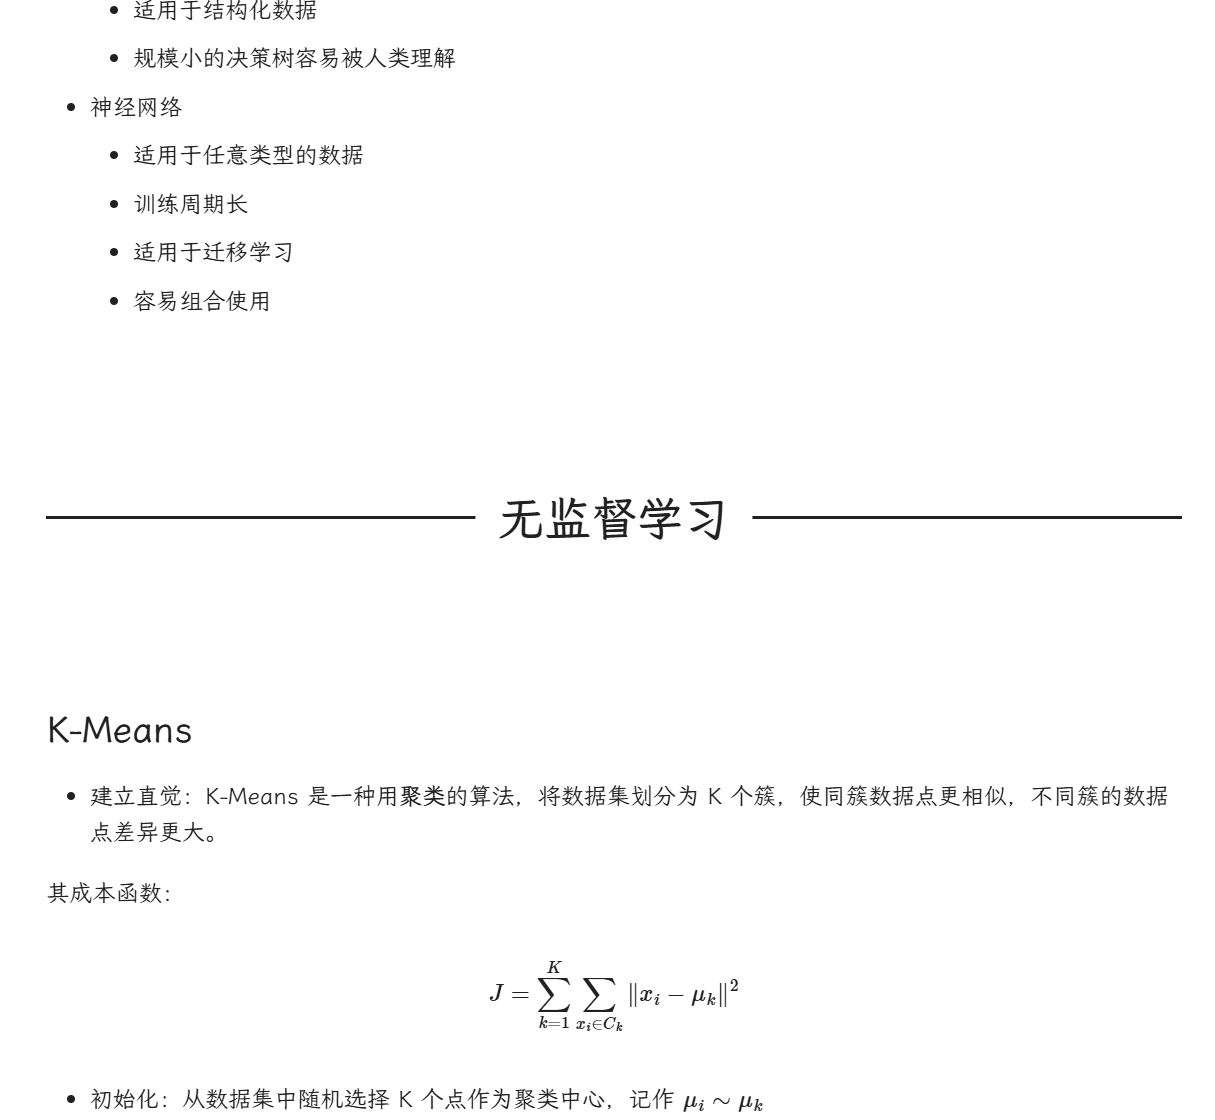 适用于结构化数据
规模小的决策树容易被人类理解
神经网络
适用于任意类型的数据
训练周期长
适用于迁移学习
容易组合使用
无监督学习
K-Means
建立直觉：K-Means 是一种用聚类的算法，将数据集划分为 K 个簇，使同簇数据点更相似，不同簇的数据
点差异更大。
其成本函数：
J = \sum_{k=1}^{K} \sum_{x_i \in C_k} \|x_i - \mu_k\|^2
初始化：从数据集中随机选择 K 个点作为聚类中心，记作 μ_i ∼ μ_k